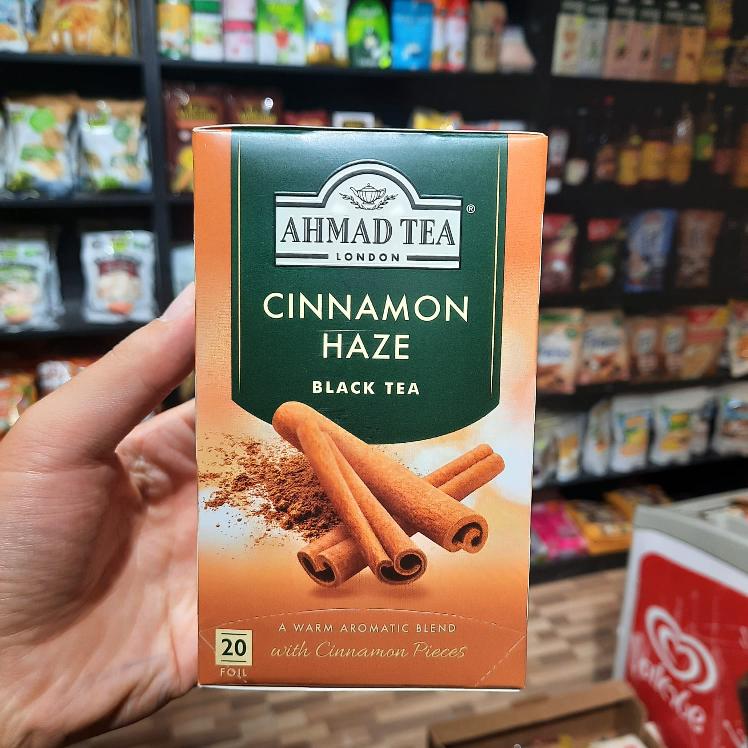 AHMAD TEA
®
LONDON
CINNAMON
HAZE
BLACK TEA
A WARM AROMATIC BLEND
with Cinnamon Pieces
20
FOIL